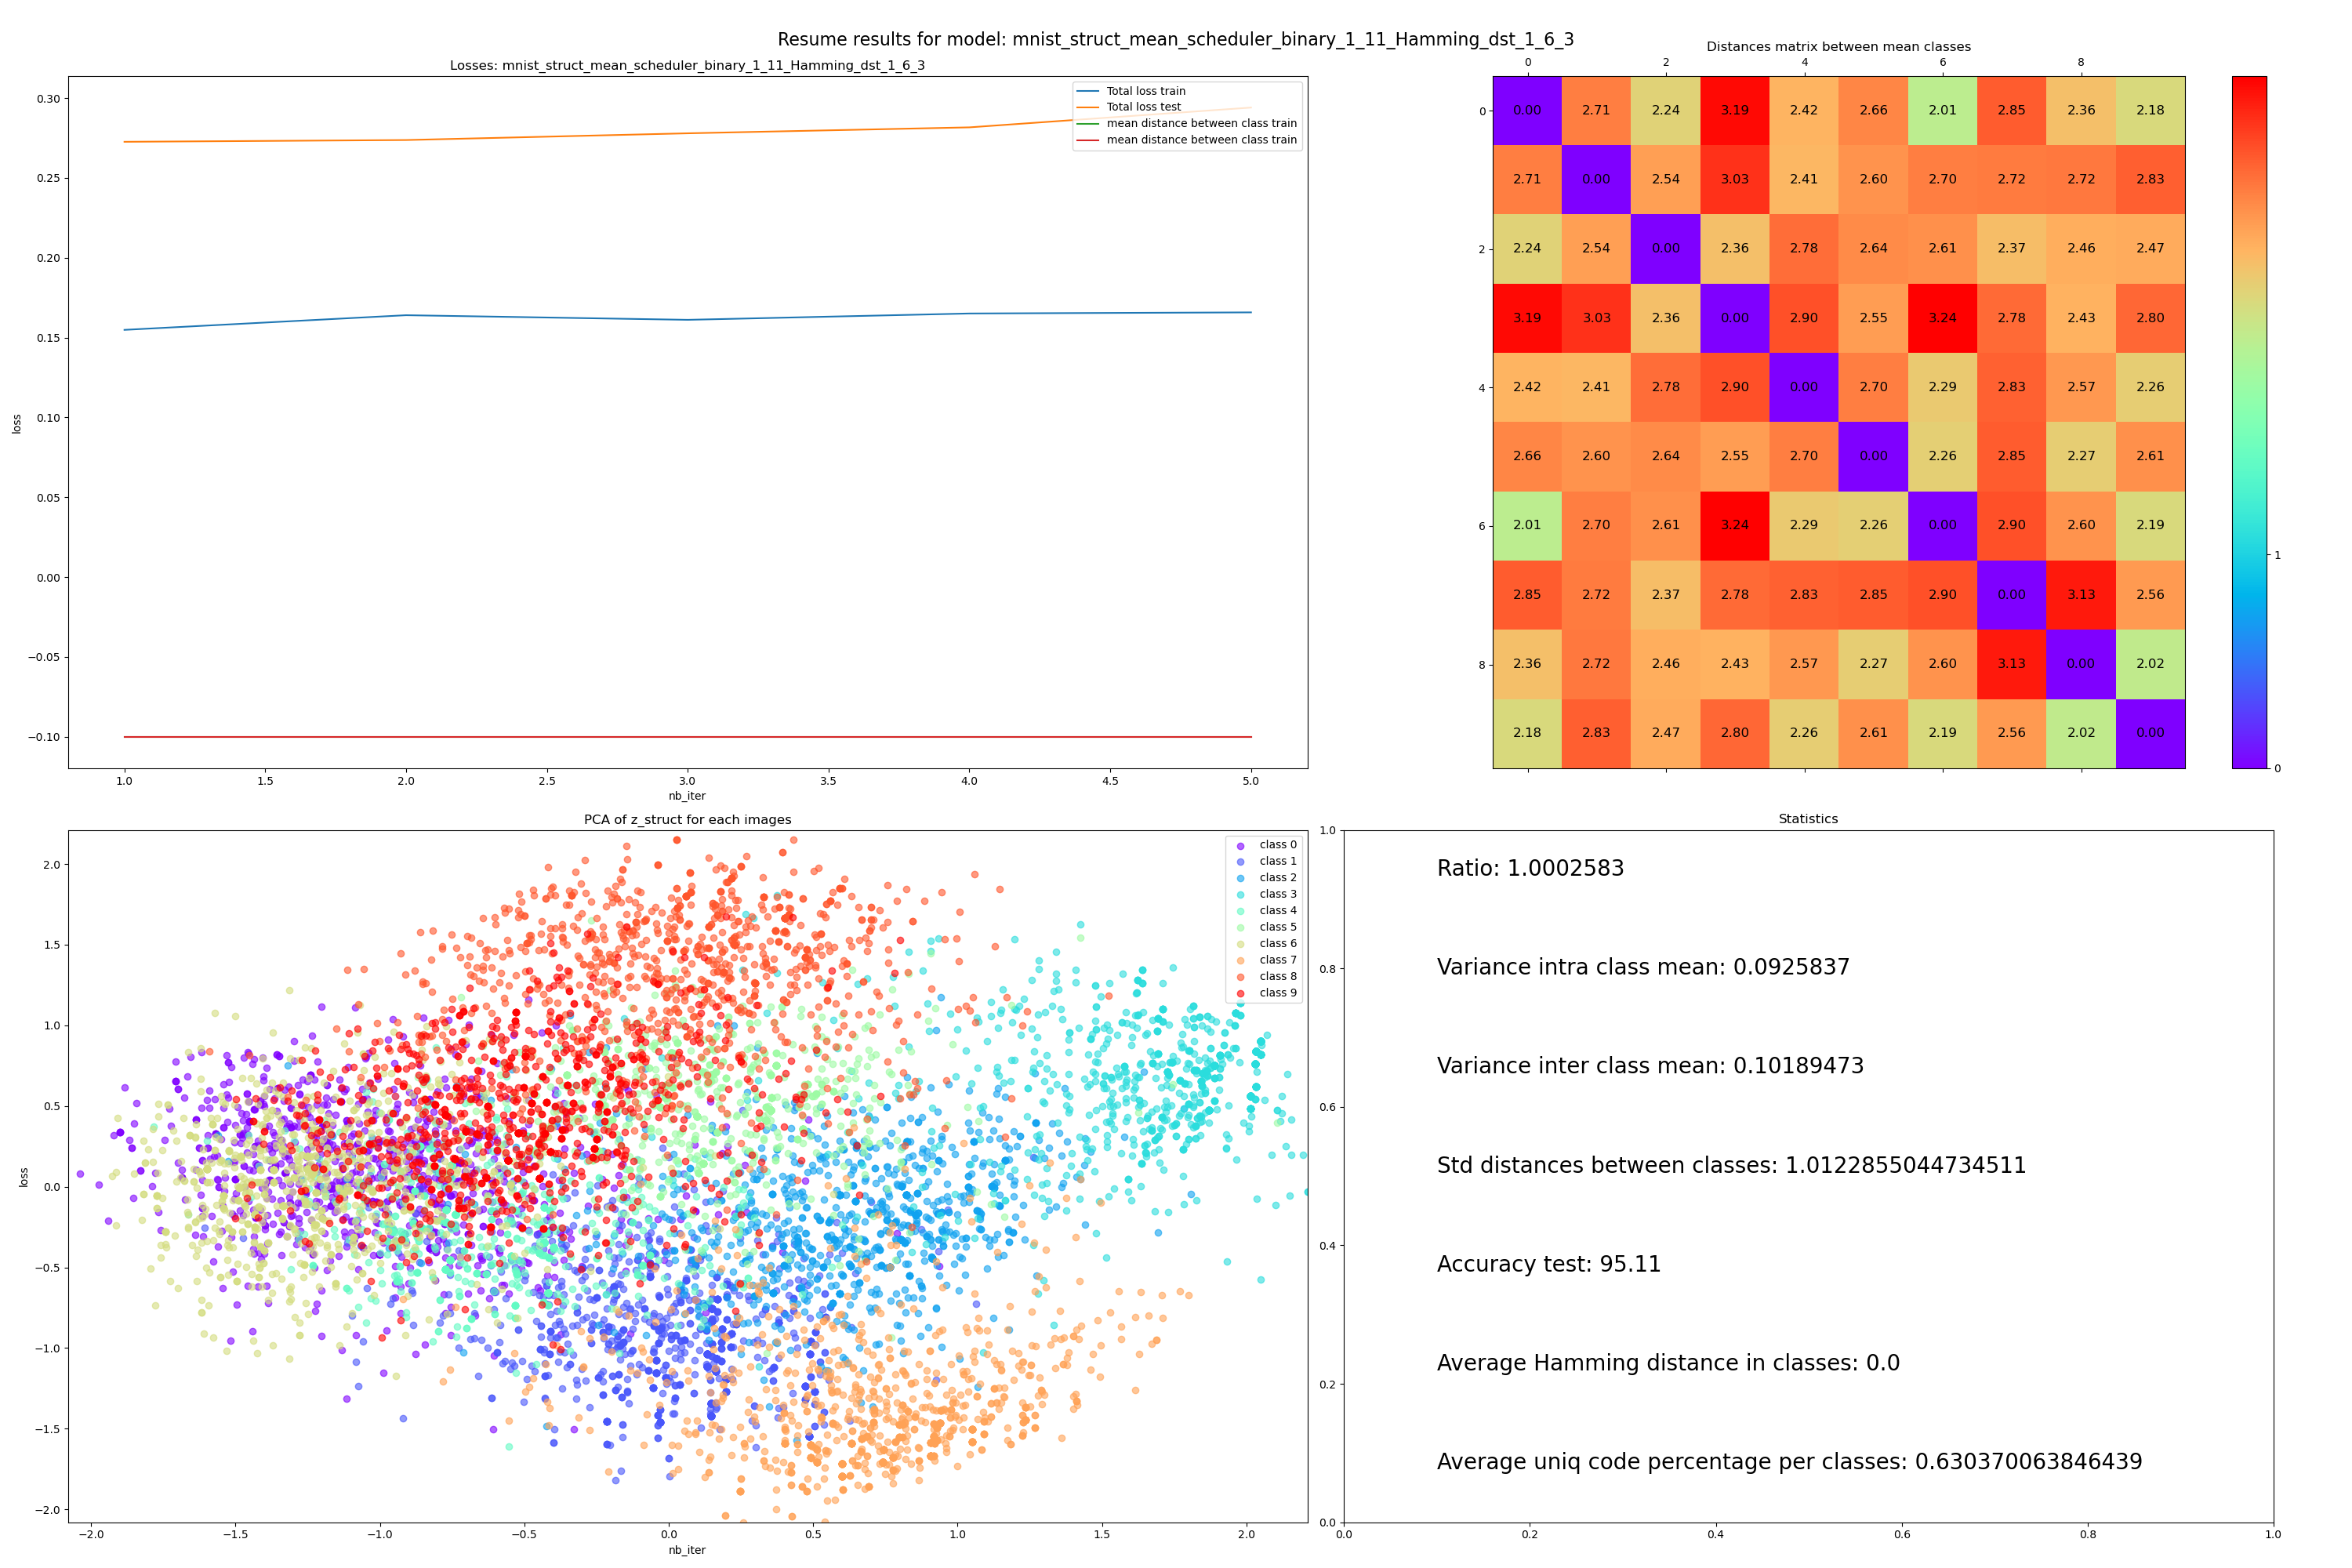 Resume results for model: mnist_struct_mean_scheduler_binary_1_11_Hamming_dst_1_6_3
Losses: mnist_struct_mean_scheduler_binary_1_11_Hamming_dst_1_6_3
0.30
0.25
0.20
0.15
0.10
0.05
0.00
−0.05
−0.10
loss
1.0 1.5 2.0 2.5 3.0 3.5 4.0 4.5 5.0
nb_iter
Total loss train
Total loss test
mean distance between class train
mean distance between class train
Distances matrix between mean classes
0 2 4 6 8
0 0.00 2.71 2.24 3.19 2.42 2.66 2.01 2.85 2.36 2.18
2.71 0.00 2.54 3.03 2.41 2.60 2.70 2.72 2.72 2.83
2 2.24 2.54 0.00 2.36 2.78 2.64 2.61 2.37 2.46 2.47
3.19 3.03 2.36 0.00 2.90 2.55 3.24 2.78 2.43 2.80
4 2.42 2.41 2.78 2.90 0.00 2.70 2.29 2.83 2.57 2.26
2.66 2.60 2.64 2.55 2.70 0.00 2.26 2.85 2.27 2.61
6 2.01 2.70 2.61 3.24 2.29 2.26 0.00 2.90 2.60 2.19
2.85 2.72 2.37 2.78 2.83 2.85 2.90 0.00 3.13 2.56
8 2.36 2.72 2.46 2.43 2.57 2.27 2.60 3.13 0.00 2.02
2.18 2.83 2.47 2.80 2.26 2.61 2.19 2.56 2.02 0.00
1
0
PCA of z_struct for each images
2.0
1.5
1.0
0.5
0.0
−0.5
−1.0
−1.5
−2.0
loss
−2.0 −1.5 −1.0 −0.5 0.0 0.5 1.0 1.5 2.0
nb_iter
class 0
class 1
class 2
class 3
class 4
class 5
class 6
class 7
class 8
class 9
Statistics
1.0
0.8
0.6
0.4
0.2
0.0
Ratio: 1.0002583
Variance intra class mean: 0.0925837
Variance inter class mean: 0.10189473
Std distances between classes: 1.0122855044734511
Accuracy test: 95.11
Average Hamming distance in classes: 0.0
Average uniq code percentage per classes: 0.630370063846439
0.0 0.2 0.4 0.6 0.8 1.0